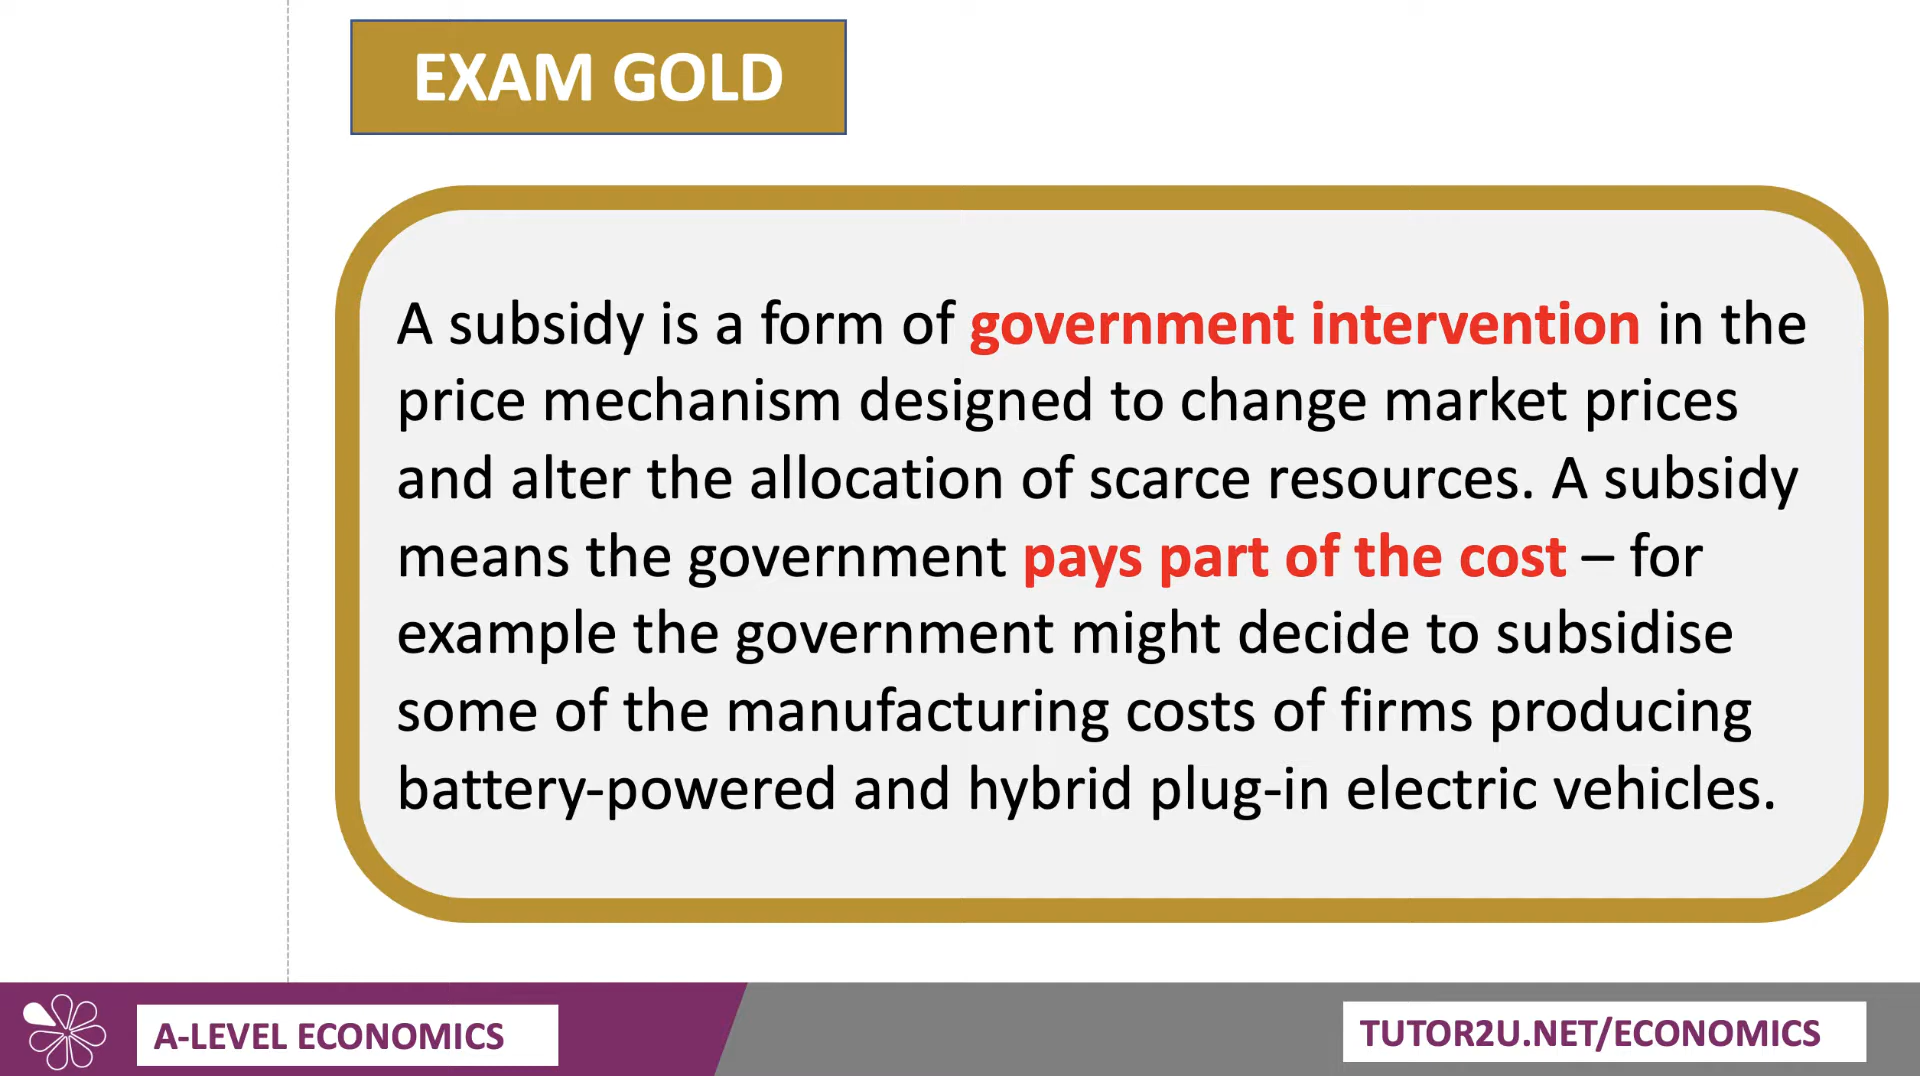 EXAM GOLD
A subsidy is a form of government intervention in the
price mechanism designed to change market prices
and alter the allocation of scarce resources. A subsidy
means the government pays part of the cost – for
example the government might decide to subsidise
some of the manufacturing costs of firms producing
battery-powered and hybrid plug-in electric vehicles.
A-LEVEL ECONOMICS
TUTOR2U.NET/ECONOMICS